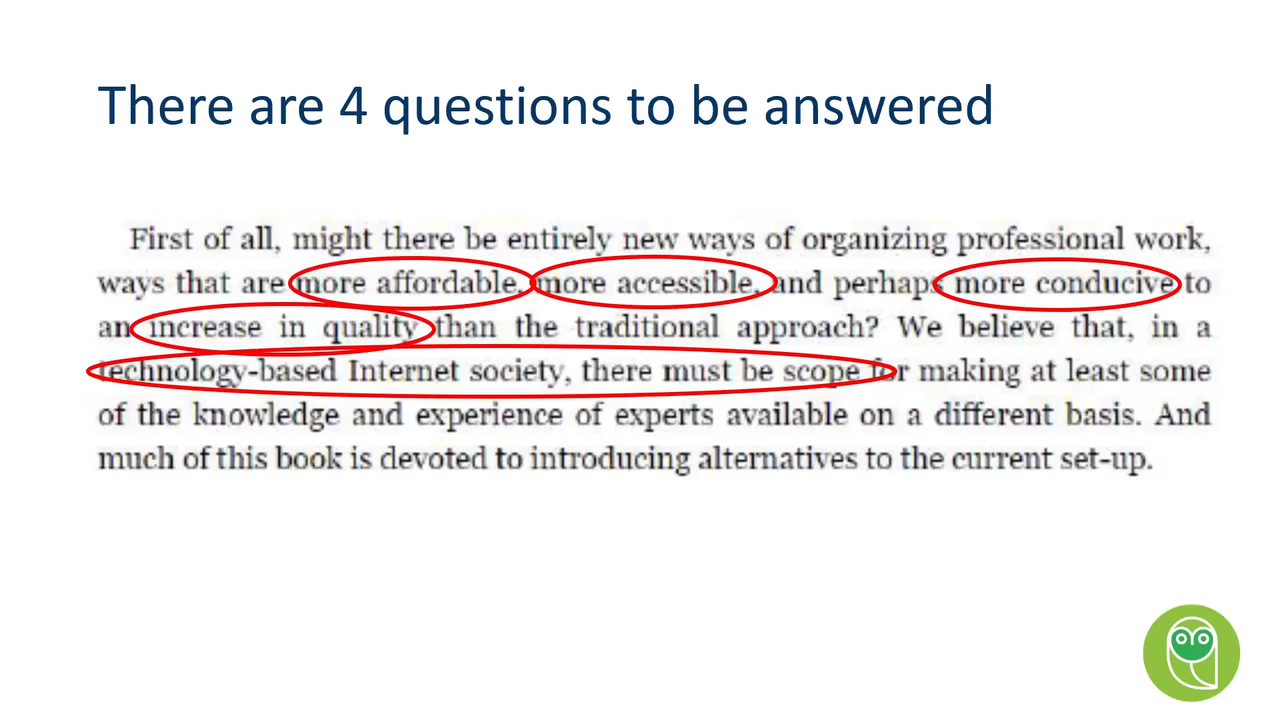 There are 4 questions to be answered
First of all, might there be entirely new ways of organizing professional work,
ways that are more affordable, more accessible, and perhaps more conducive to
an increase in quality than the traditional approach? We believe that, in a
technology-based Internet society, there must be scope for making at least some
of the knowledge and experience of experts available on a different basis. And
much of this book is devoted to introducing alternatives to the current set-up.